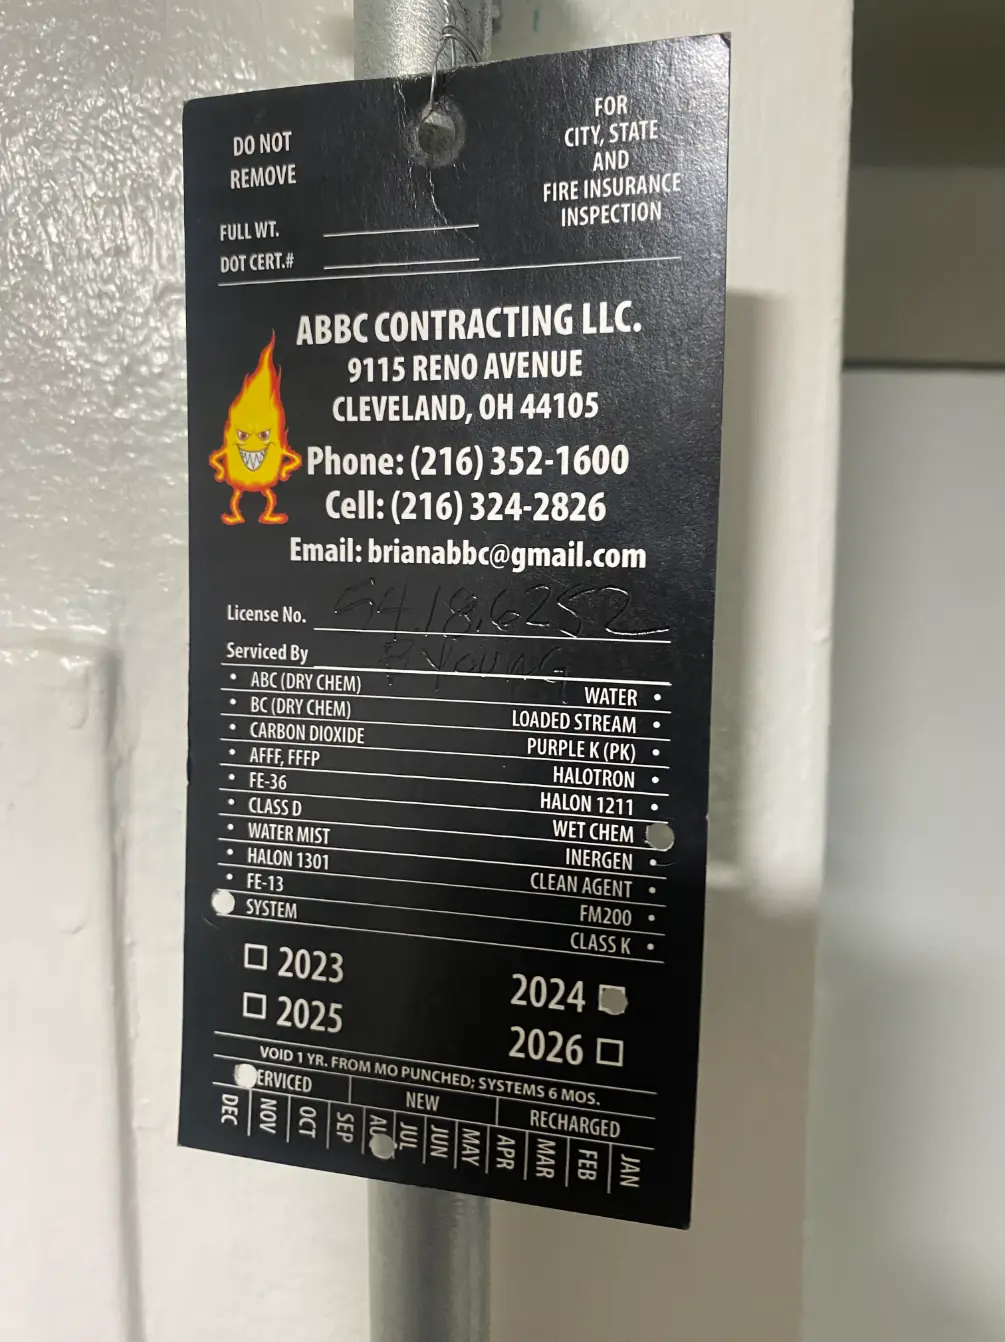 DO NOT
REMOVE
FOR
CITY, STATE
AND
FIRE INSURANCE
INSPECTION
FULL WT.
DOT CERT.#
ABBC CONTRACTING LLC.
9115 RENO AVENUE
CLEVELAND, OH 44105
Phone: (216) 352-1600
Cell: (216) 324-2826
Email: brianabbc@gmail.com
License No. 54.18.6252
Serviced By YOUNG
• ABC (DRY CHEM)
• BC (DRY CHEM)
• CARBON DIOXIDE
• AFFF, FFFP
• FE-36
• CLASS D
• WATER MIST
• HALON 1301
• FE-13
SYSTEM
WATER •
LOADED STREAM •
PURPLE K (PK) •
HALOTRON •
HALON 1211 •
WET CHEM
INERGEN •
CLEAN AGENT •
FM200 •
CLASS K •
2023
2025
2024
2026
VOID 1 YR. FROM MO PUNCHED; SYSTEMS 6 MOS.
ERVICED
NEW
RECHARGED
DEC
NOV
OCT
SEP
AU
JUL
JUN
MAY
APR
MAR
FEB
JAN